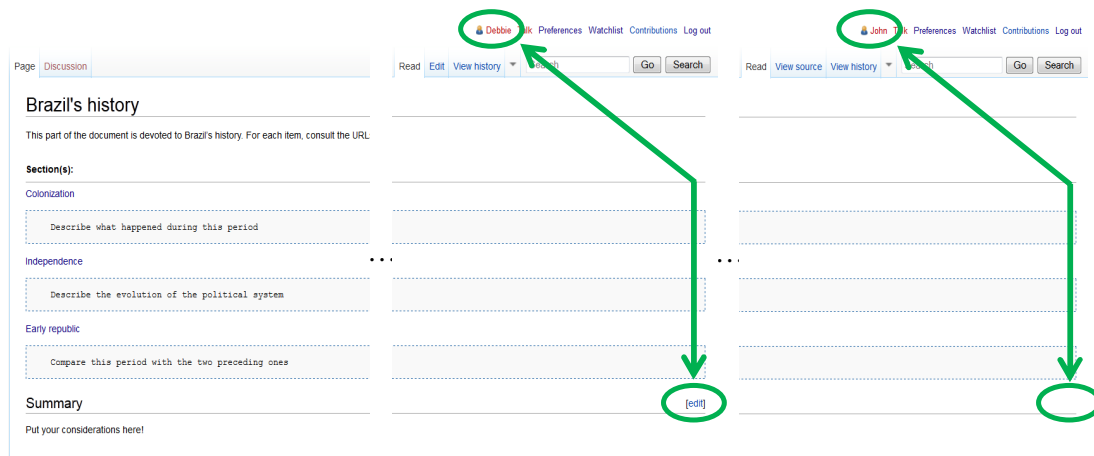 Debbie Talk Preferences Watchlist Contributions Log out
John Talk Preferences Watchlist Contributions Log out
Page Discussion
Read Edit View history Search Go Search
Read View source View history Search Go Search
Brazil's history
This part of the document is devoted to Brazil's history. For each item, consult the URL
Section(s):
Colonization
Describe what happened during this period
Independence
...
...
Describe the evolution of the political system
Early republic
Compare this period with the two preceding ones
Summary
[edit]
Put your considerations here!